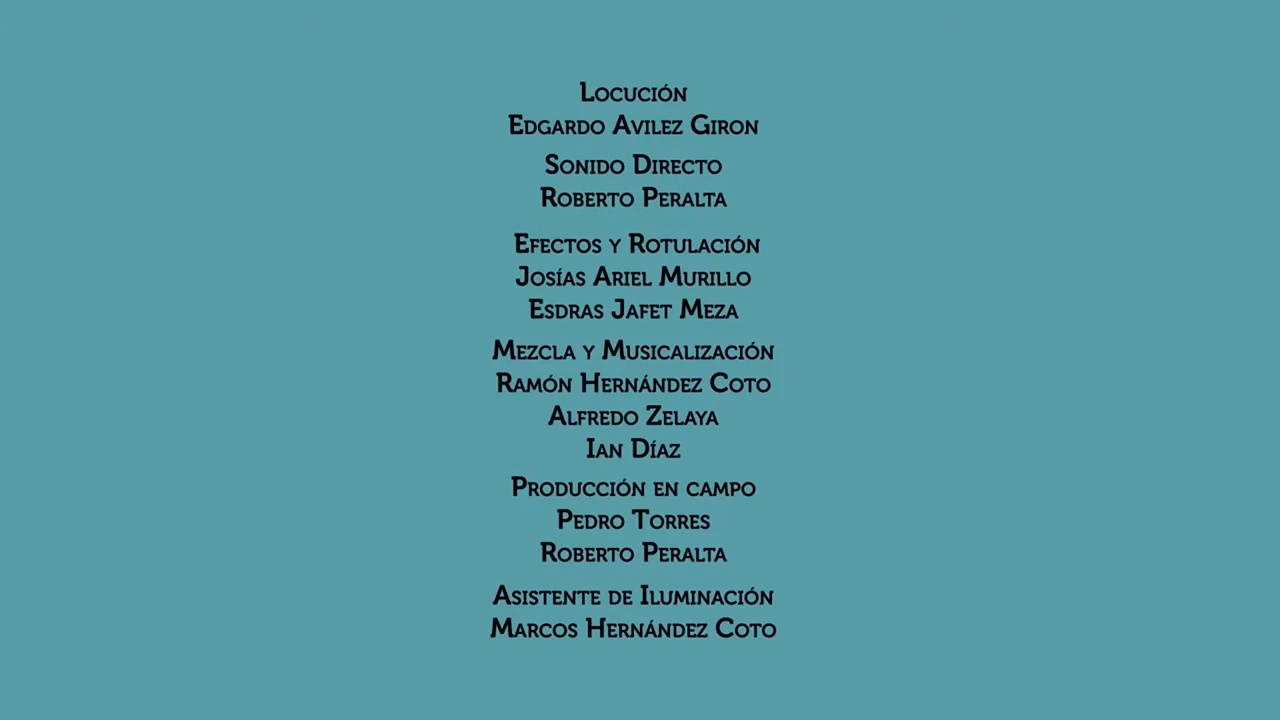 Locución
Edgardo Avilez Giron
Sonido Directo
Roberto Peralta
Efectos y Rotulación
Josías Ariel Murillo
Esdras Jafet Meza
Mezcla y Musicalización
Ramón Hernández Coto
Alfredo Zelaya
Ian Díaz
Producción en campo
Pedro Torres
Roberto Peralta
Asistente de Iluminación
Marcos Hernández Coto